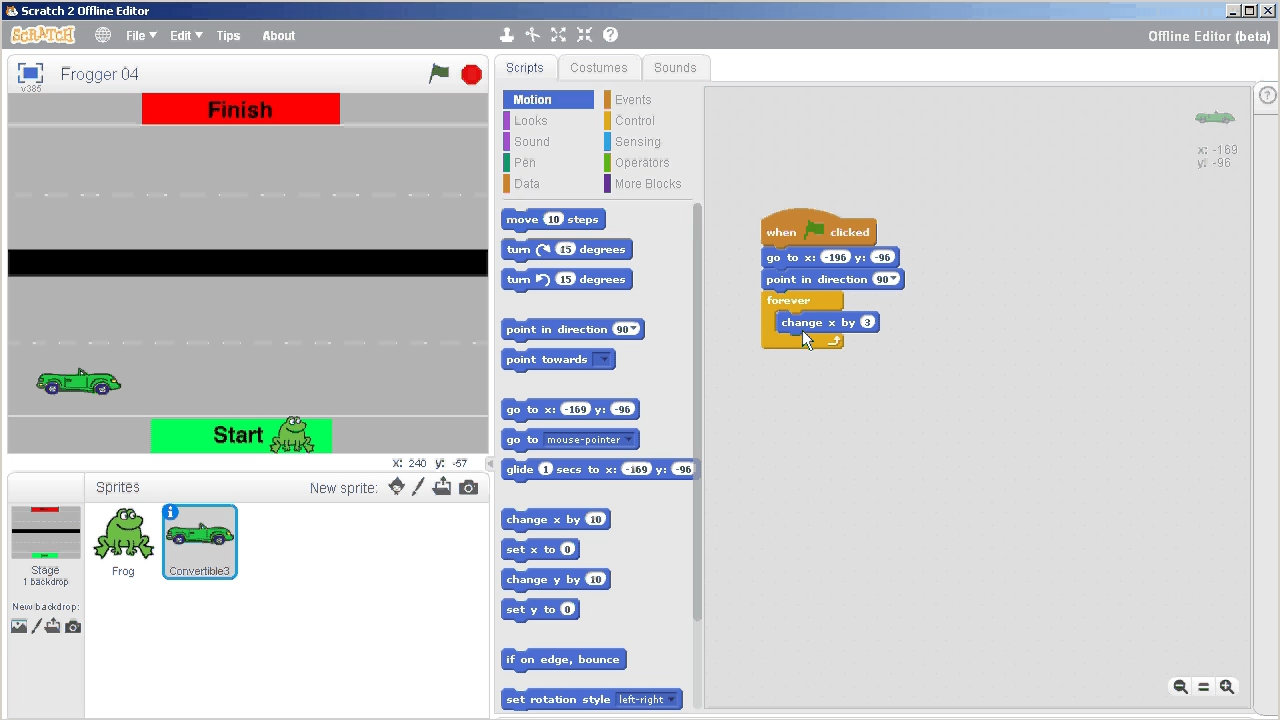 Scratch 2 Offline Editor
SCRATCH File Edit Tips About Offline Editor (beta)
v385
Frogger 04
Finish
Start
X: 240 y: -57
Sprites New sprite:
Stage
1 backdrop
New backdrop:
Frog
Convertible3
Scripts Costumes Sounds
Motion Events
Looks Control
Sound Sensing
Pen Operators
Data More Blocks
move 10 steps
turn 15 degrees
turn 15 degrees
point in direction 90
point towards
go to x: -169 y: -96
go to mouse-pointer
glide 1 secs to x: -169 y: -96
change x by 10
set x to 0
change y by 10
set y to 0
if on edge, bounce
set rotation style left-right
when clicked
go to x: -196 y: -96
point in direction 90
forever
change x by 3
x: -169
y: -96